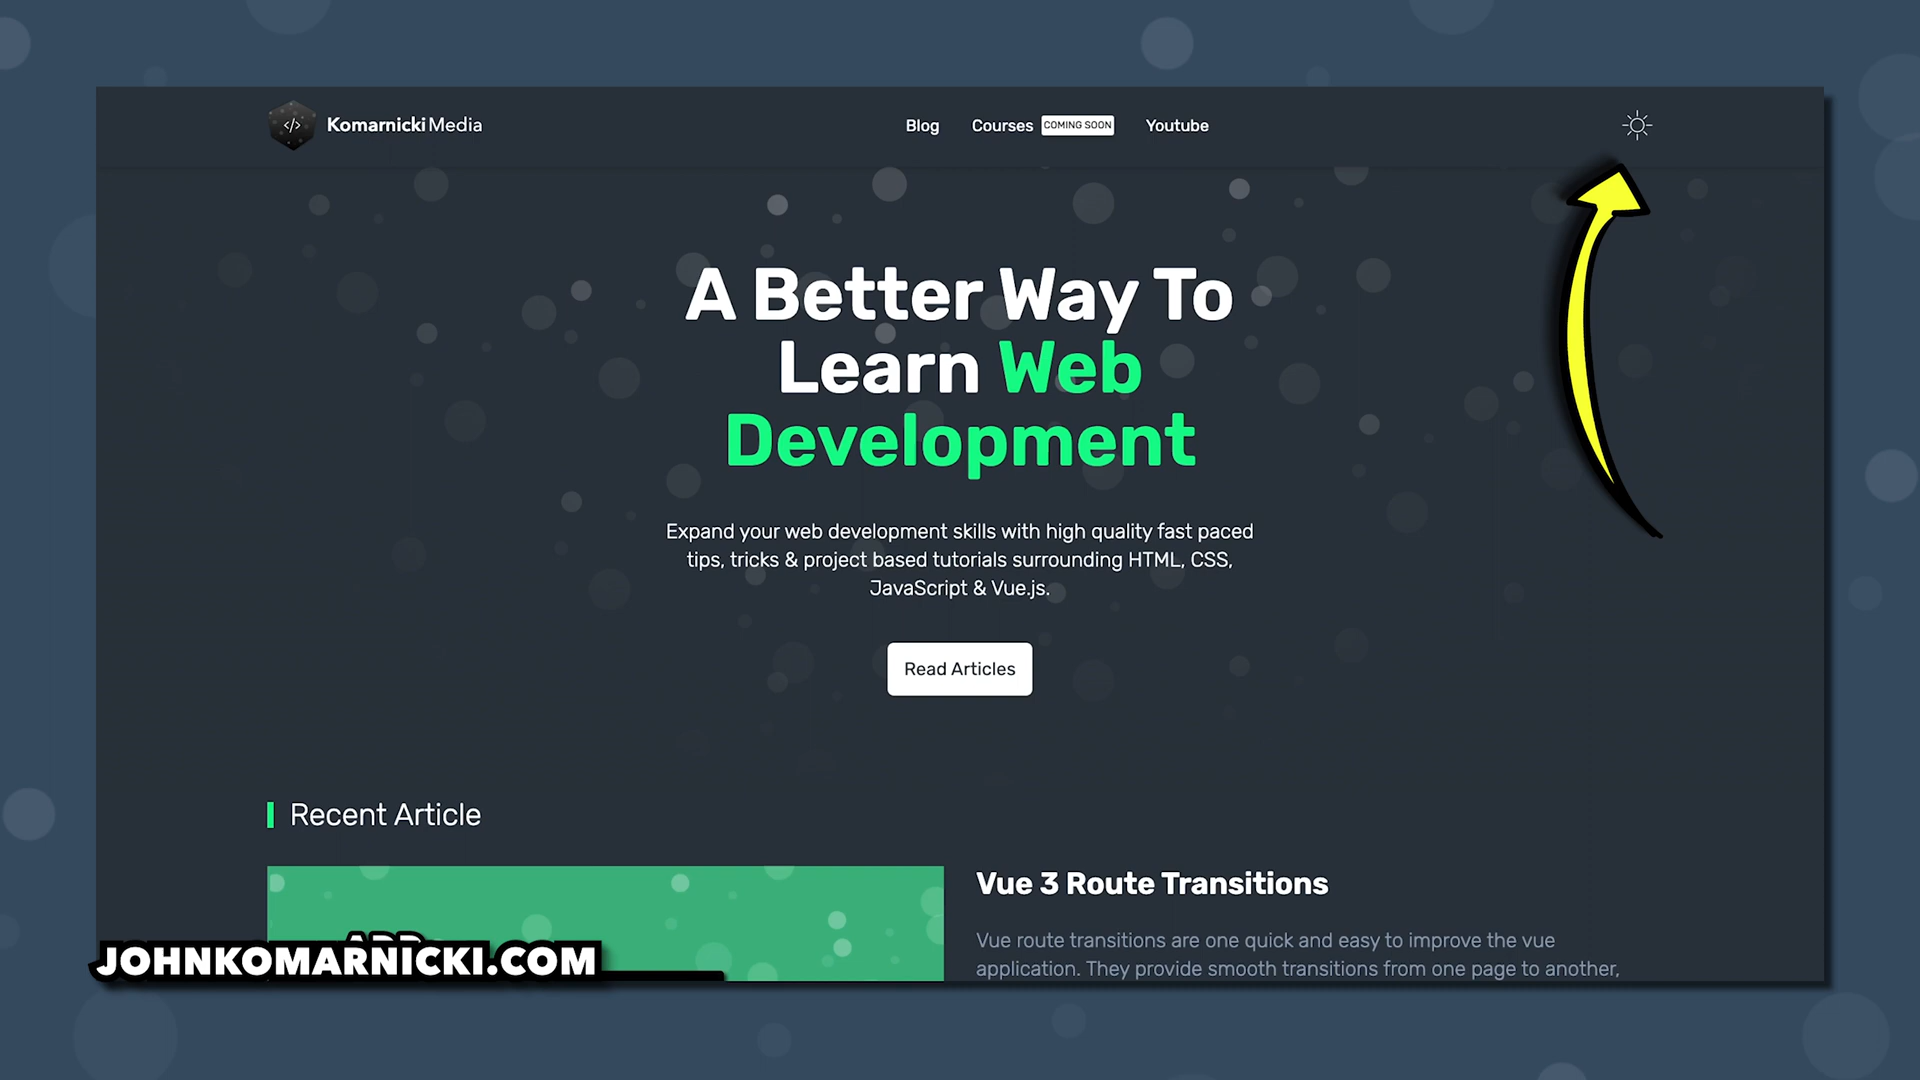 </> Komarnicki Media
Blog Courses COMING SOON Youtube
A Better Way To
Learn Web
Development
Expand your web development skills with high quality fast paced
tips, tricks & project based tutorials surrounding HTML, CSS,
JavaScript & Vue.js.
Read Articles
Recent Article
Vue 3 Route Transitions
Vue route transitions are one quick and easy to improve the vue
application. They provide smooth transitions from one page to another,
JOHNKOMARNICKI.COM